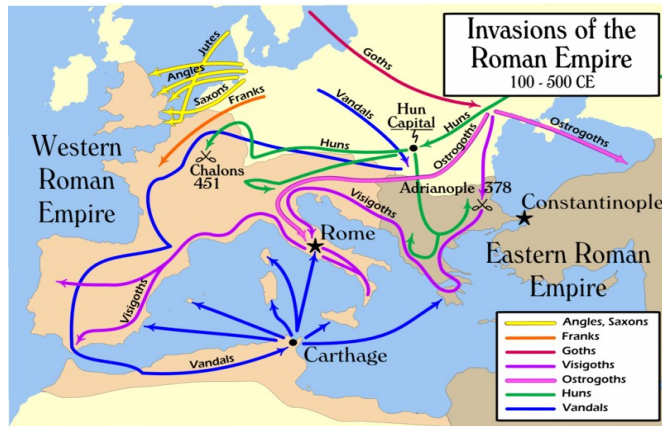 Invasions of the
Roman Empire
100 - 500 CE
Jutes
Angles
Saxons
Franks
Goths
Vandals
Hun
Capital
Huns
Ostrogoths
Ostrogoths
Huns
Chalons
451
Western
Roman
Empire
Visigoths
Adrianople 378
Constantinople
Rome
Eastern Roman
Empire
Visigoths
Vandals
Carthage
Angles, Saxons
Franks
Goths
Visigoths
Ostrogoths
Huns
Vandals